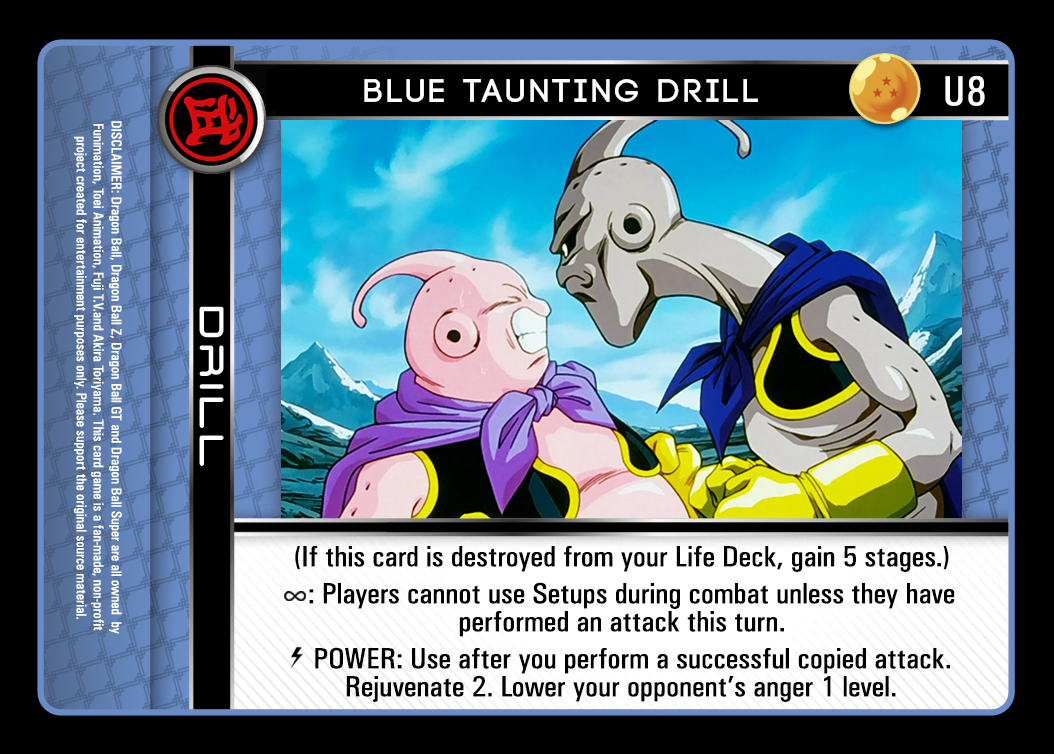 BLUE TAUNTING DRILL
U8
DRILL
DISCLAIMER: Dragon Ball, Dragon Ball Z, Dragon Ball GT and Dragon Ball Super are all owned by
Funimation, Toei Animation, Fuji T.V.and Akira Toriyama. This card game is a fan-made, non-profit
project created for entertainment purposes only. Please support the original source material.
(If this card is destroyed from your Life Deck, gain 5 stages.)
∞: Players cannot use Setups during combat unless they have
performed an attack this turn.
POWER: Use after you perform a successful copied attack.
Rejuvenate 2. Lower your opponent's anger 1 level.